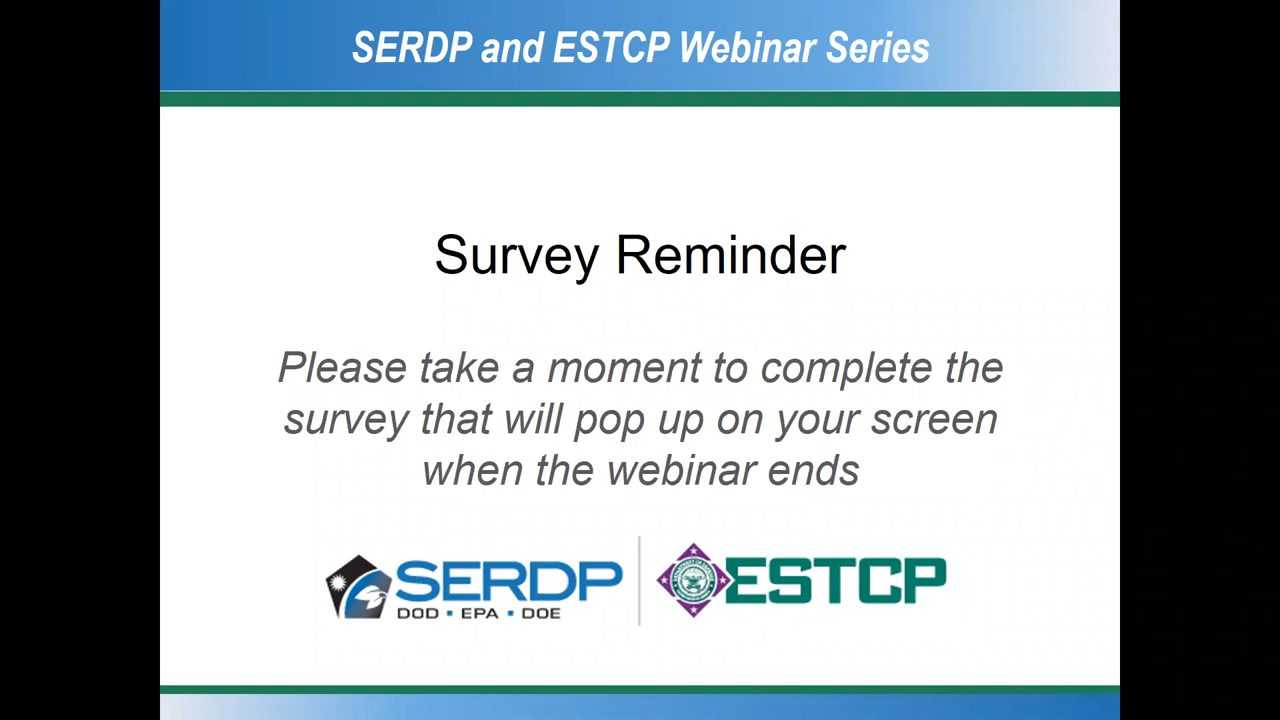 SERDP and ESTCP Webinar Series
Survey Reminder
Please take a moment to complete the
survey that will pop up on your screen
when the webinar ends
SERDP
DOD • EPA • DOE
ESTCP